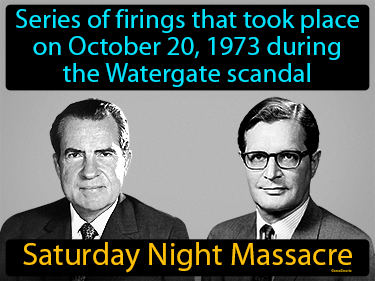 Series of firings that took place
on October 20, 1973 during
the Watergate scandal
Saturday Night Massacre